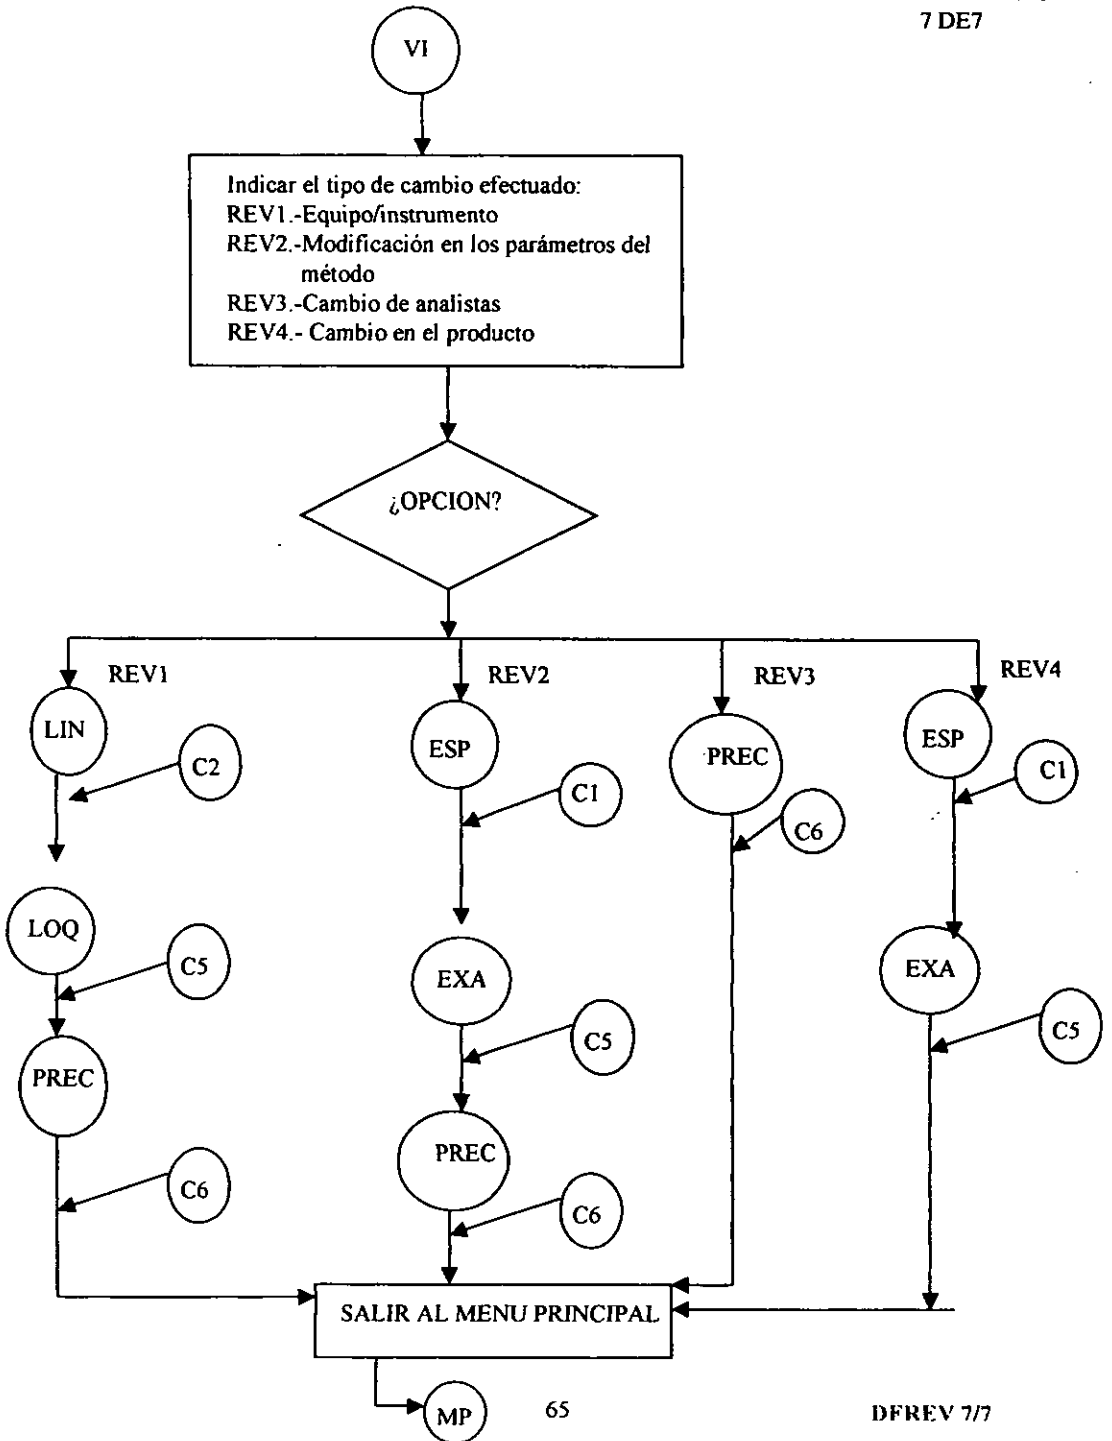 7 DE7
VI
Indicar el tipo de cambio efectuado:
REV1.-Equipo/instrumento
REV2.-Modificación en los parámetros del
método
REV3.-Cambio de analistas
REV4.- Cambio en el producto
¿OPCION?
REV1
REV2
REV3
REV4
LIN
C2
LOQ
C5
PREC
C6
ESP
C1
EXA
C5
PREC
C6
PREC
C6
ESP
C1
EXA
C5
SALIR AL MENU PRINCIPAL
MP
65
DFREV 7/7